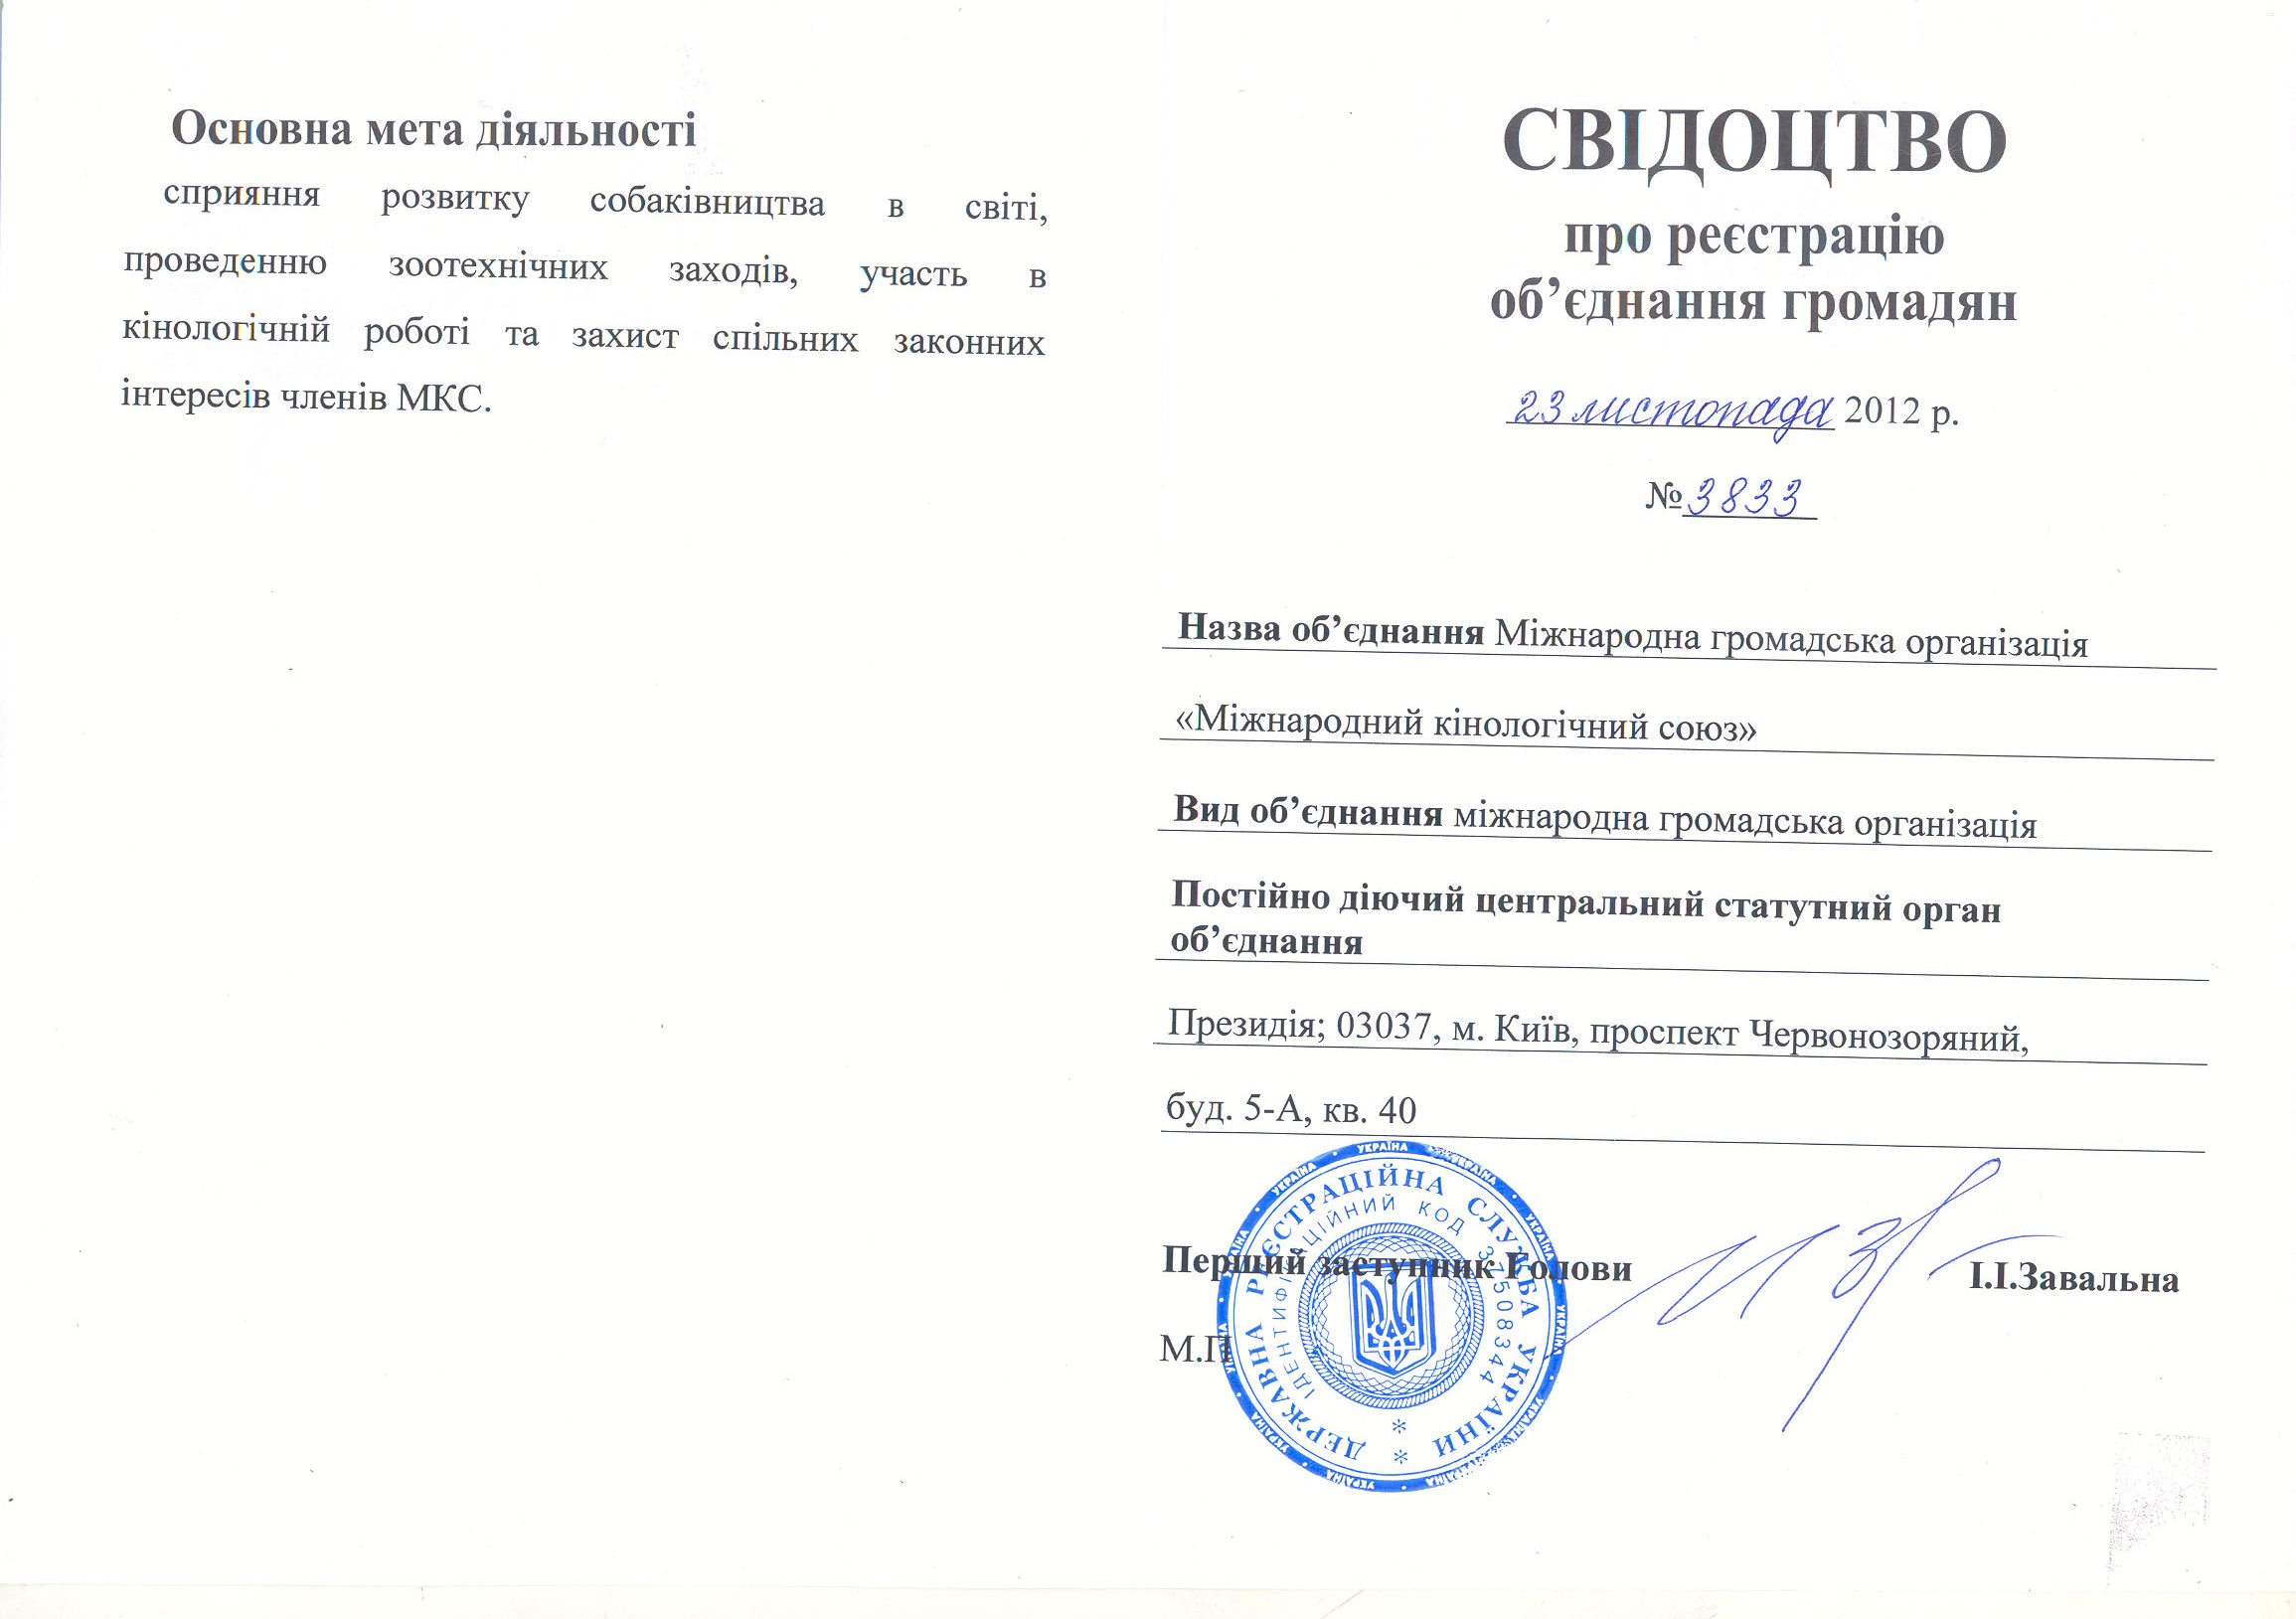 Основна мета діяльності
сприяння розвитку собаківництва в світі,
проведенню зоотехнічних заходів, участь в
кінологічній роботі та захист спільних законних
інтересів членів МКС.
СВІДОЦТВО
про реєстрацію
об’єднання громадян
23 листопада 2012 р.
№ 3833
Назва об’єднання Міжнародна громадська організація
«Міжнародний кінологічний союз»
Вид об’єднання міжнародна громадська організація
Постійно діючий центральний статутний орган
об’єднання
Президія; 03037, м. Київ, проспект Червонозоряний,
буд. 5-А, кв. 40
Перший заступник Голови І.І.Завальна
М.П
ДЕРЖАВНА РЕЄСТРАЦІЙНА СЛУЖБА УКРАЇНИ
ІДЕНТИФІКАЦІЙНИЙ КОД 37508344
УКРАЇНА